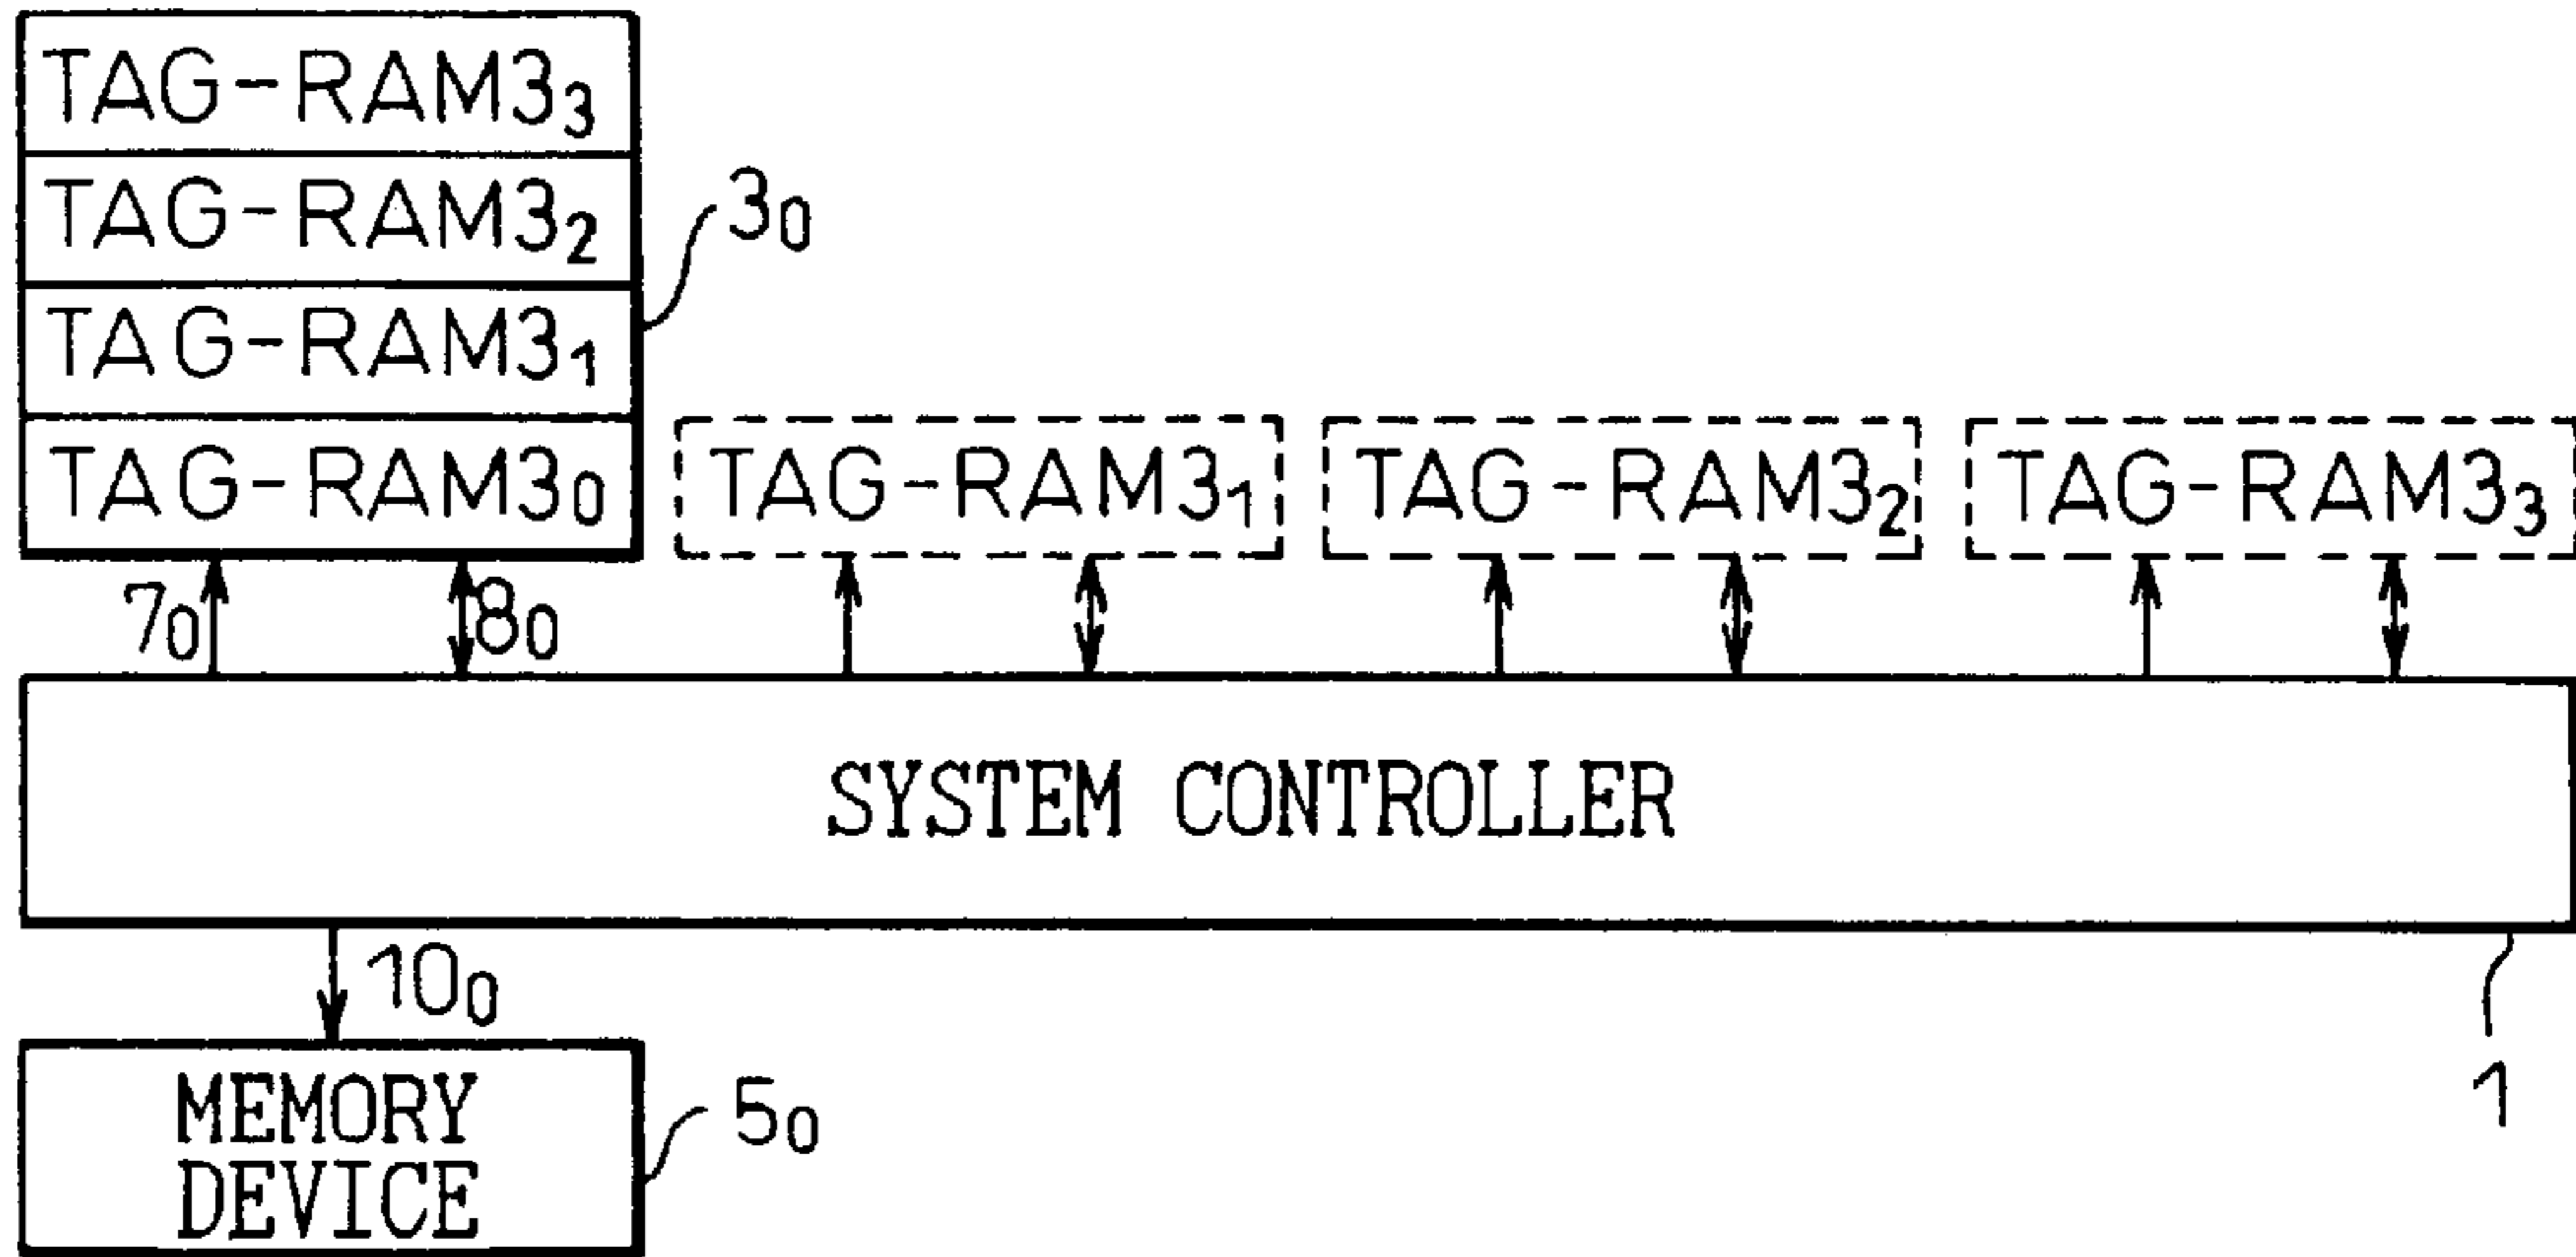 TAG-RAM3₃
TAG-RAM3₂
3₀
TAG-RAM3₁
TAG-RAM3₀
TAG-RAM3₁
TAG-RAM3₂
TAG-RAM3₃
7₀
8₀
SYSTEM CONTROLLER
10₀
1
MEMORY
DEVICE
5₀